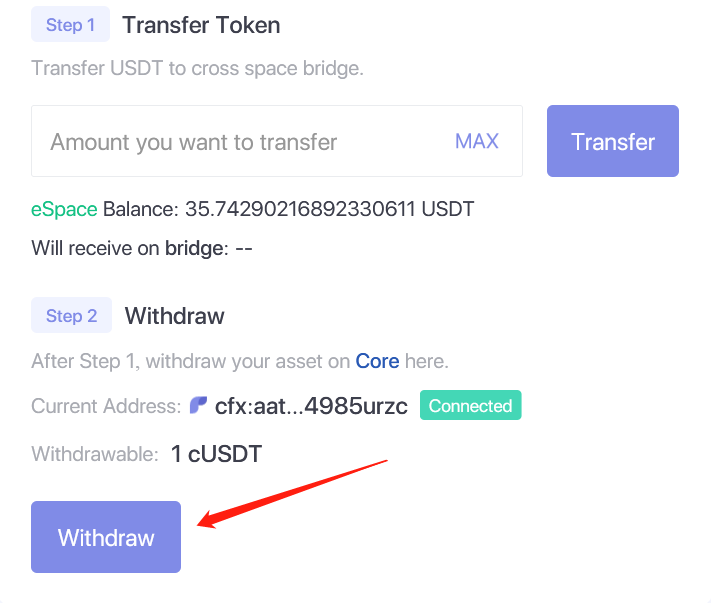 Step 1 Transfer Token
Transfer USDT to cross space bridge.
Amount you want to transfer MAX Transfer
eSpace Balance: 35.74290216892330611 USDT
Will receive on bridge: --
Step 2 Withdraw
After Step 1, withdraw your asset on Core here.
Current Address: cfx:aat...4985urzc Connected
Withdrawable: 1 cUSDT
Withdraw